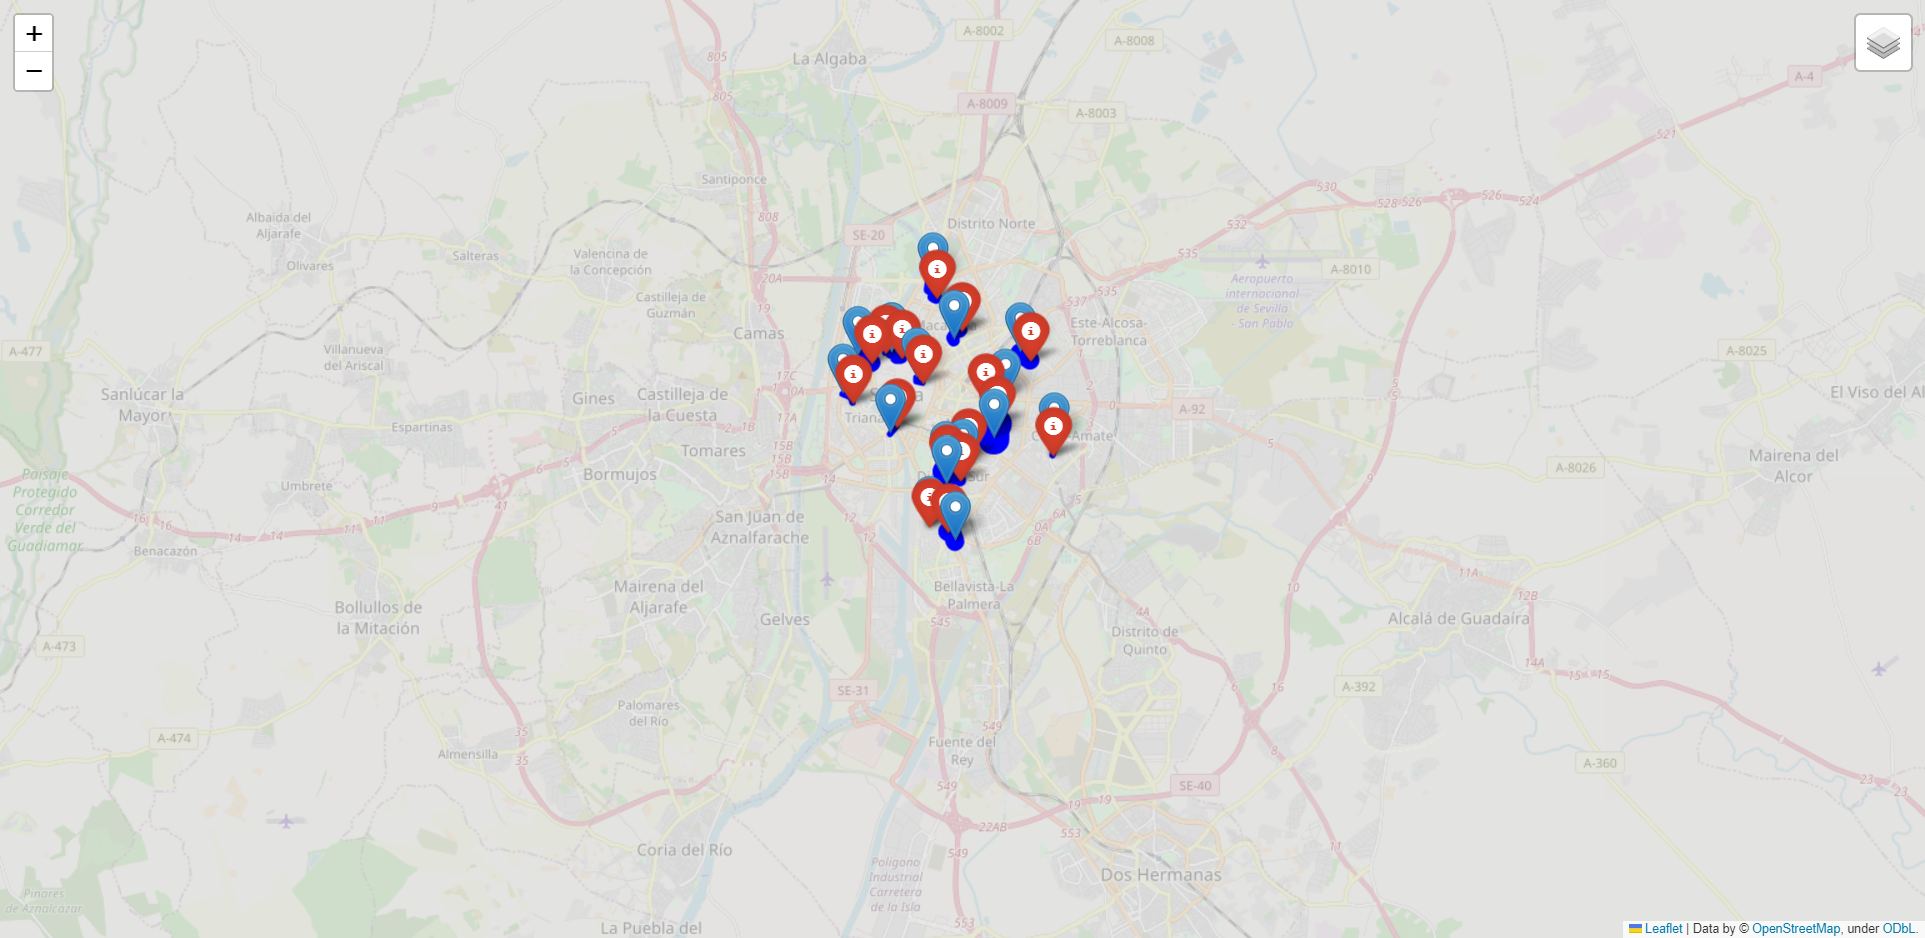 +
−
A-8002
A-8008
La Algaba
805
A-4
805
A-8009
A-8003
521
Santiponce
530
526
524
528
526
Albaida del
Aljarafe
808
Distrito Norte
532
SE-20
535
Olivares
Salteras
Valencina de
la Concepción
20A
A-8010
Aeropuerto
internacional
de Sevilla
- San Pablo
Castilleja de
Guzmán
19
537
535
Camas
Este-Alcosa-
Torreblanca
A-477
Villanueva
del Ariscal
A-8025
17C
17A
2
1
Sanlúcar la
Mayor
Gines
Castilleja de
la Cuesta
El Viso del Al
A-92
Espartinas
Triana
Amate
15B
Tomares
15B
Bormujos
15B
14
Mairena del
Alcor
A-8026
Paisaje
Protegido
Corredor
Verde del
Guadiamar
Umbrete
41
16
16
14
11
11
San Juan de
Aznalfarache
12
12
6A
0A
6B
Benacazón
11A
Mairena del
Aljarafe
Bellavista-La
Palmera
10
12B
Bollullos de
la Mitación
4A
Gelves
545
Alcalá de Guadaíra
Distrito de
Quinto
A-473
14A
15
15
6
16
SE-31
A-392
Palomares
del Río
549
35
A-474
Almensilla
35
Fuente del
Rey
8
A-360
549
SE-40
23
23
19
19
22AB
553
11
Coria del Río
549
Polígono
Industrial
Carretera
de la Isla
Dos Hermanas
Pinares
de Aznalcázar
553
La Puebla del
Leaflet | Data by © OpenStreetMap, under ODbL.